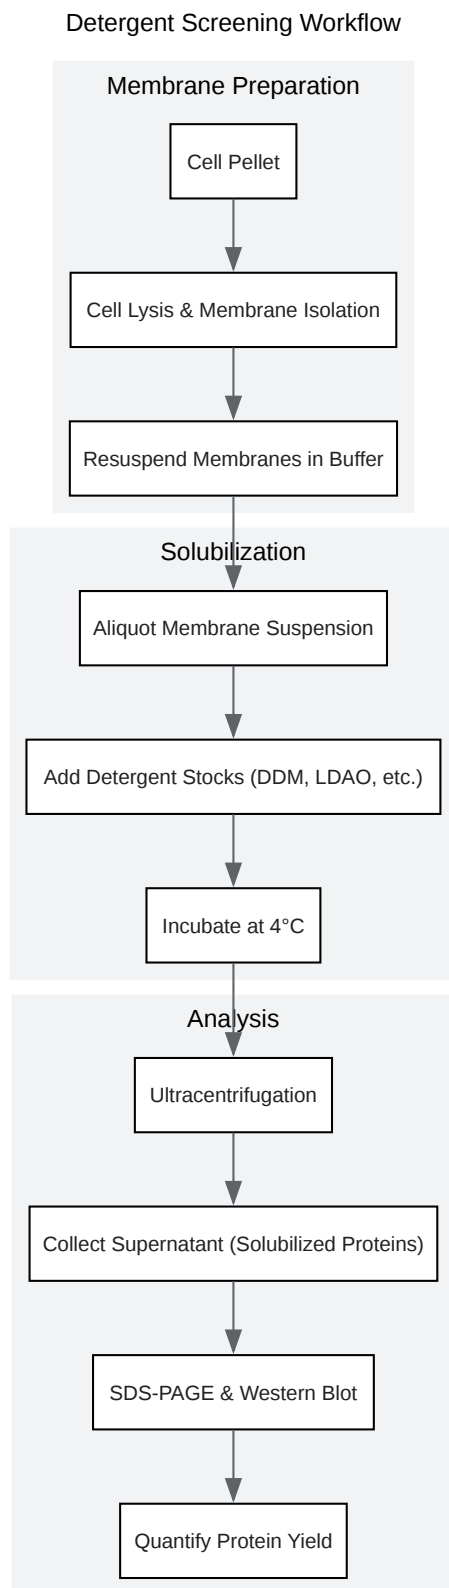 Detergent Screening Workflow
Membrane Preparation
Cell Pellet
Cell Lysis & Membrane Isolation
Resuspend Membranes in Buffer
Solubilization
Aliquot Membrane Suspension
Add Detergent Stocks (DDM, LDAO, etc.)
Incubate at 4°C
Analysis
Ultracentrifugation
Collect Supernatant (Solubilized Proteins)
SDS-PAGE & Western Blot
Quantify Protein Yield